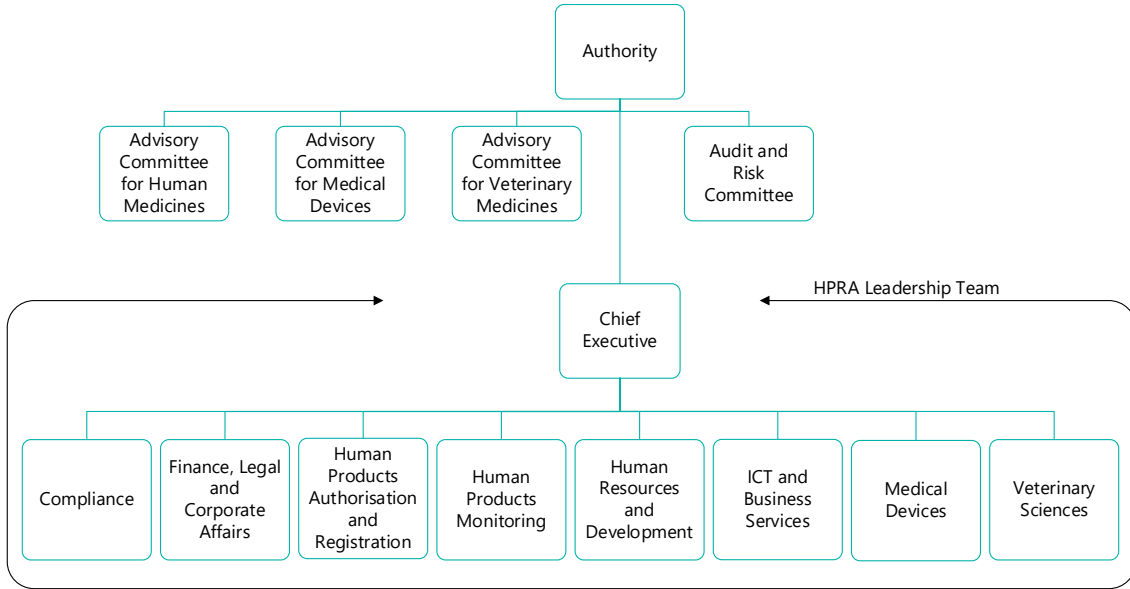 Authority
Advisory
Committee
for Human
Medicines
Advisory
Committee
for Medical
Devices
Advisory
Committee
for Veterinary
Medicines
Audit and
Risk
Committee
HPRA Leadership Team
Chief
Executive
Compliance
Finance, Legal
and
Corporate
Affairs
Human
Products
Authorisation
and
Registration
Human
Products
Monitoring
Human
Resources
and
Development
ICT and
Business
Services
Medical
Devices
Veterinary
Sciences